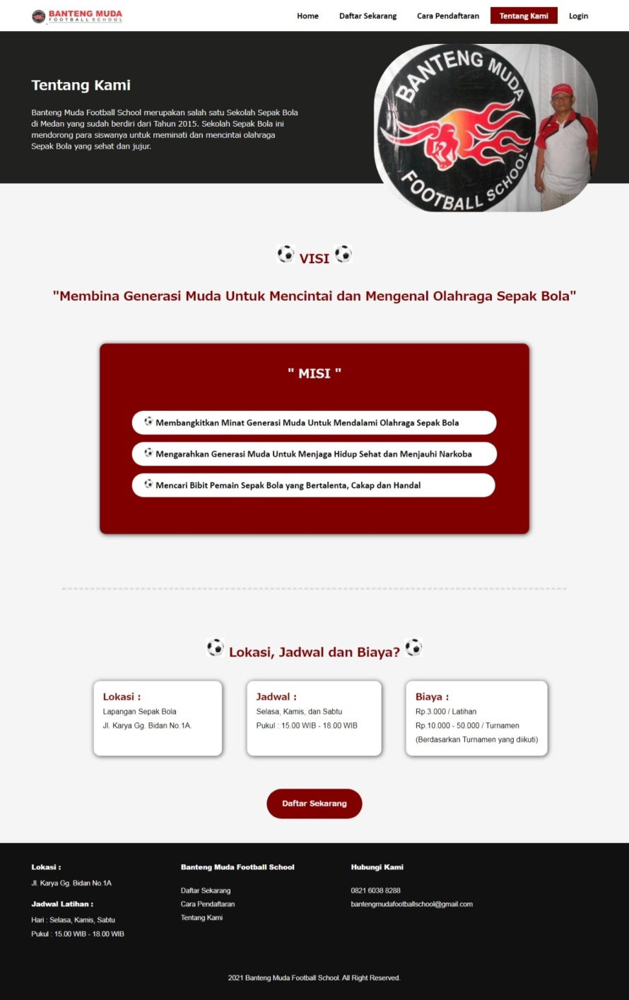 BANTENG MUDA
FOOTBALL SCHOOL
Home
Daftar Sekarang
Cara Pendaftaran
Tentang Kami
Login
Tentang Kami
Banteng Muda Football School merupakan salah satu Sekolah Sepak Bola
di Medan yang sudah berdiri dari Tahun 2015. Sekolah Sepak Bola ini
mendorong para siswanya untuk meminati dan mencintai olahraga
Sepak Bola yang sehat dan jujur.
BANTENG MUDA
FOOTBALL SCHOOL
VISI
"Membina Generasi Muda Untuk Mencintai dan Mengenal Olahraga Sepak Bola"
" MISI "
Membangkitkan Minat Generasi Muda Untuk Mendalami Olahraga Sepak Bola
Mengarahkan Generasi Muda Untuk Menjaga Hidup Sehat dan Menjauhi Narkoba
Mencari Bibit Pemain Sepak Bola yang Bertalenta, Cakap dan Handal
Lokasi, Jadwal dan Biaya?
Lokasi :
Lapangan Sepak Bola
Jl. Karya Gg. Bidan No.1A.
Jadwal :
Selasa, Kamis, dan Sabtu
Pukul : 15.00 WIB - 18.00 WIB
Biaya :
Rp.3.000 / Latihan
Rp.10.000 - 50.000 / Turnamen
(Berdasarkan Turnamen yang diikuti)
Daftar Sekarang
Lokasi :
Jl. Karya Gg. Bidan No.1A
Jadwal Latihan :
Hari : Selasa, Kamis, Sabtu
Pukul : 15.00 WIB - 18.00 WIB
Banteng Muda Football School
Daftar Sekarang
Cara Pendaftaran
Tentang Kami
Hubungi Kami
0821 6038 8288
bantengmudafootballschool@gmail.com
2021 Banteng Muda Football School. All Right Reserved.